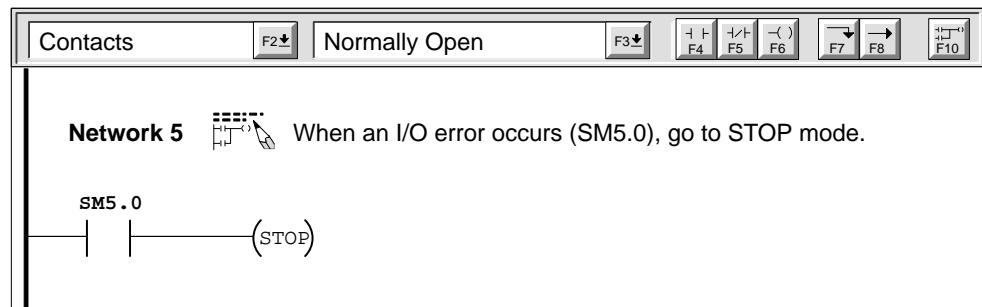 Contacts F2 Normally Open F3 F4 F5 F6 F7 F8 F10
Network 5 When an I/O error occurs (SM5.0), go to STOP mode.
SM5.0
STOP